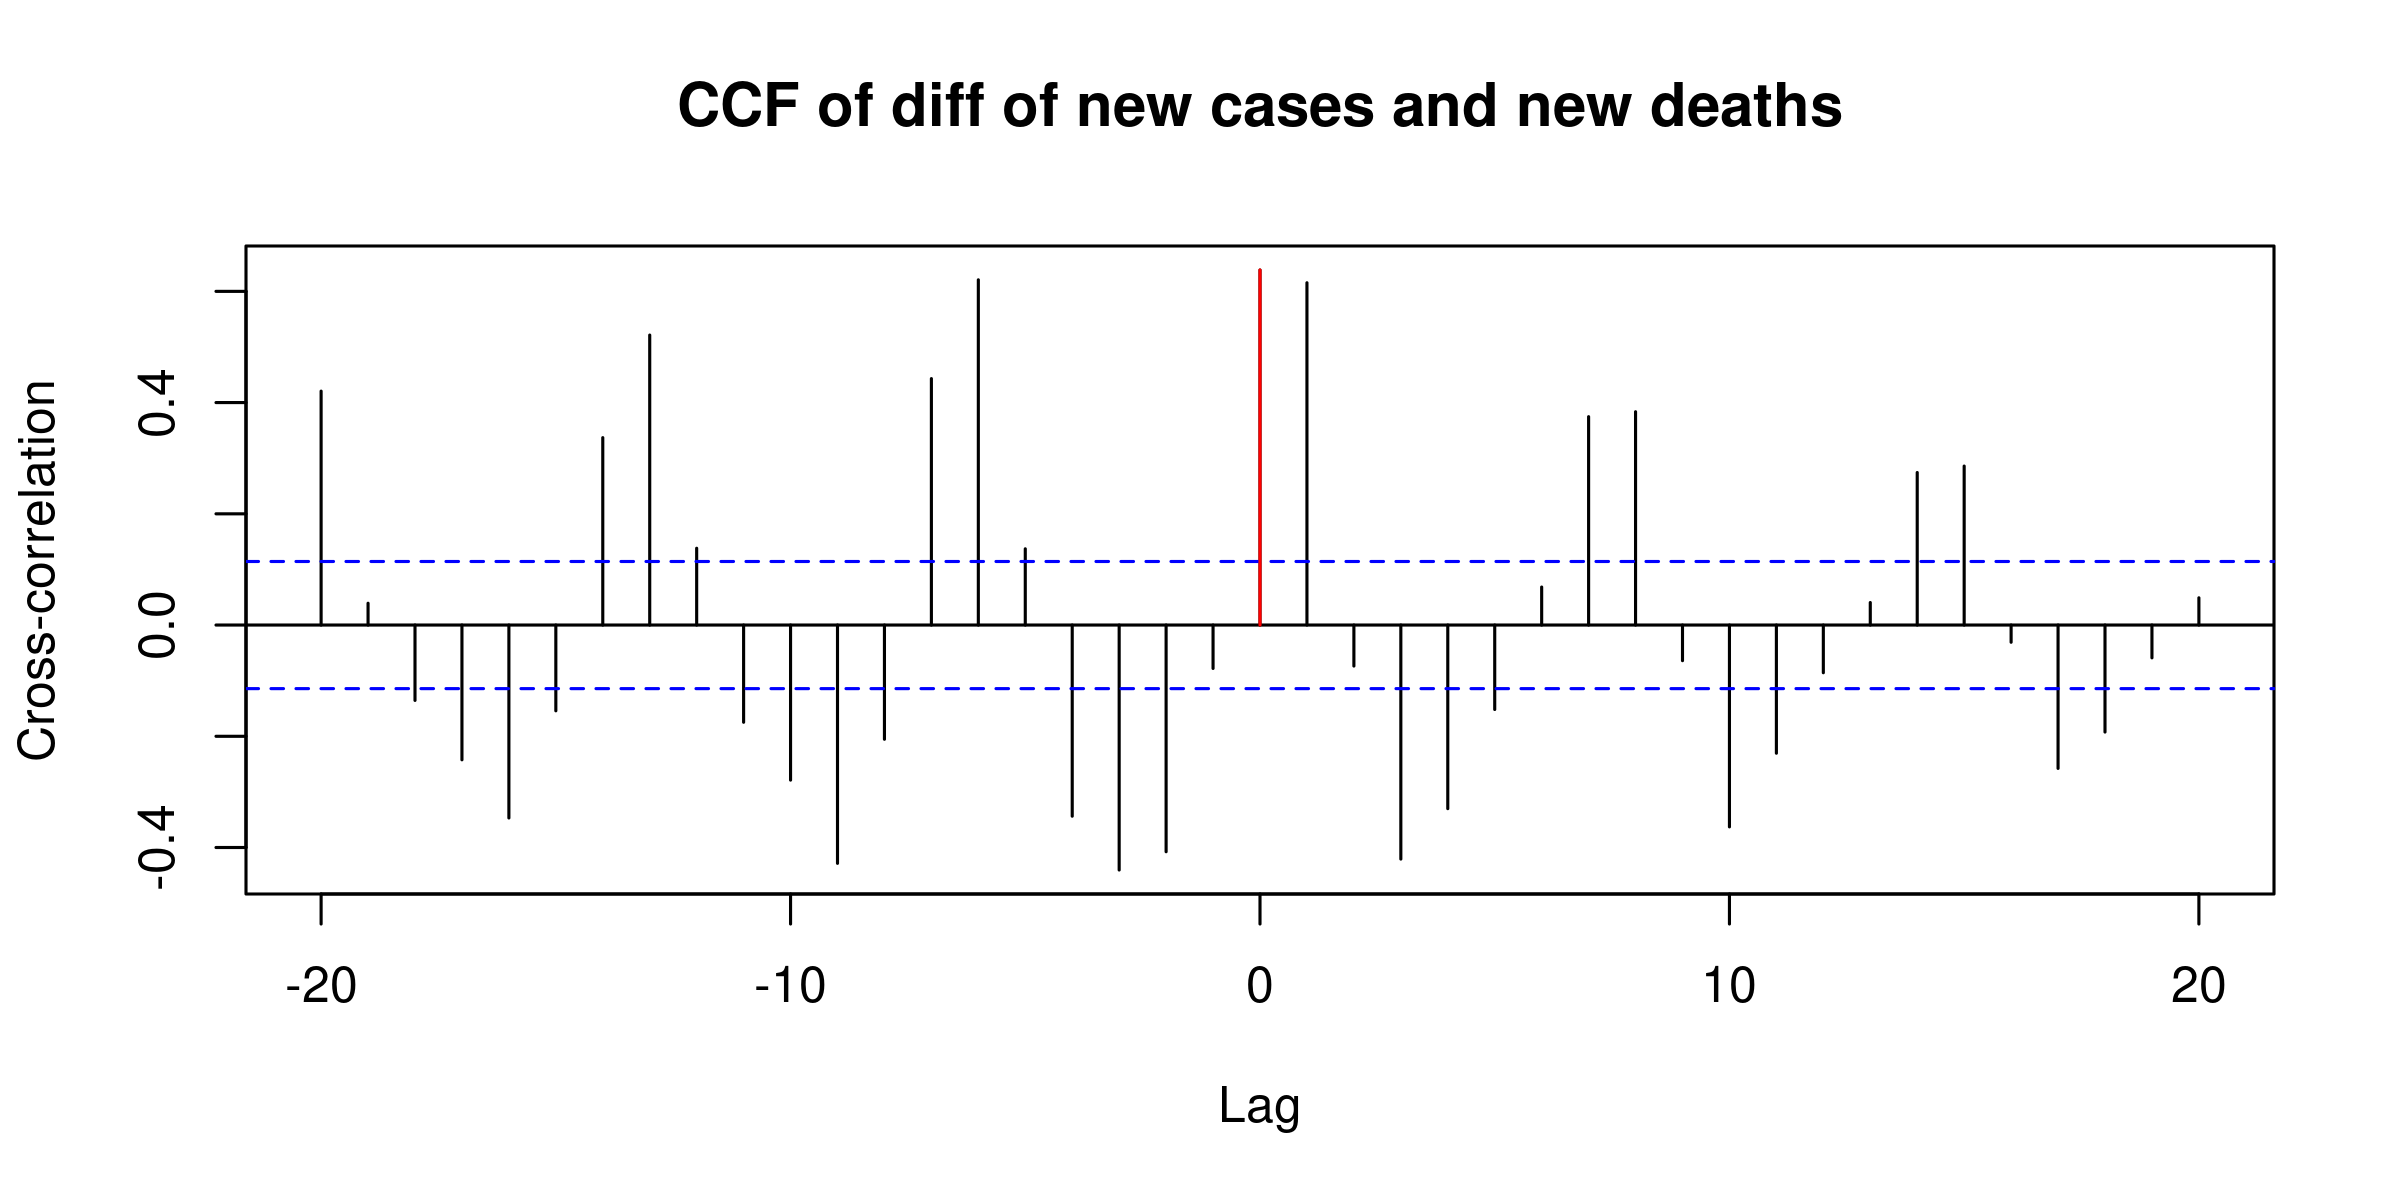 CCF of diff of new cases and new deaths
Cross-correlation
0.4
0.0
-0.4
-20 -10 0 10 20
Lag